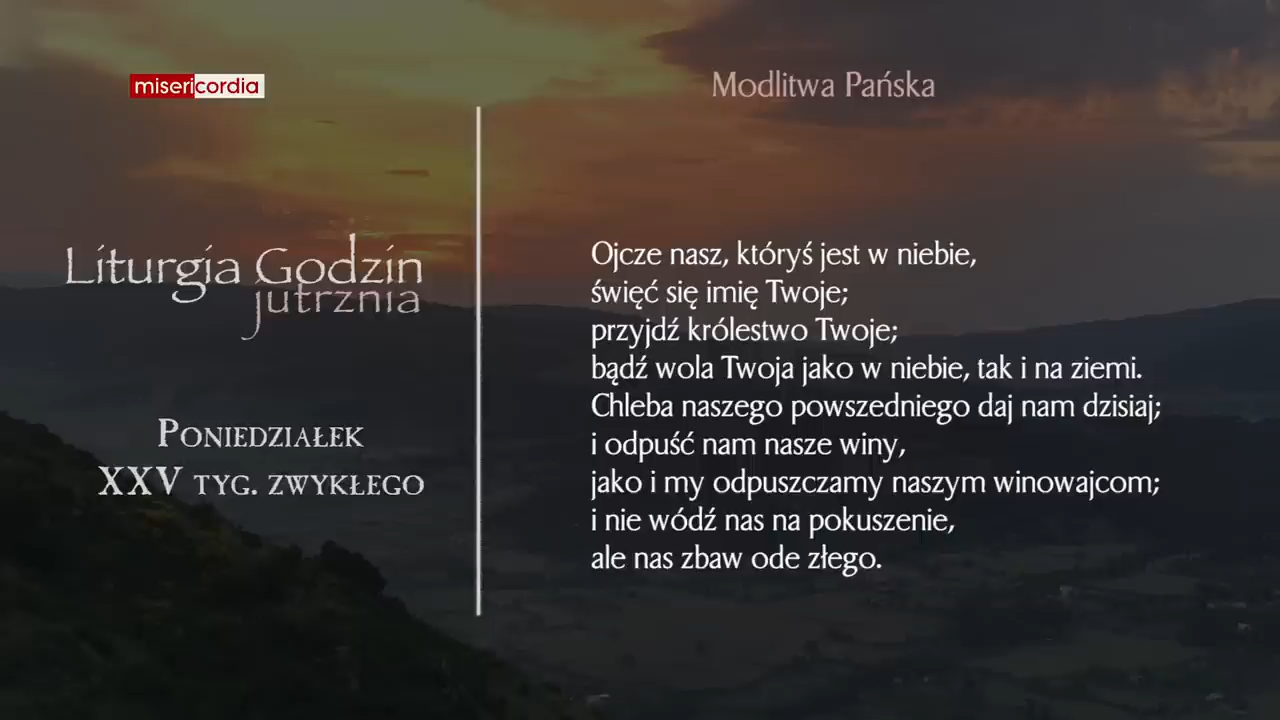 misericordia
Liturgia Godzin
jutrznia
Poniedziałek
XXV tyg. zwykłego
Modlitwa Pańska
Ojcze nasz, któryś jest w niebie,
święć się imię Twoje;
przyjdź królestwo Twoje;
bądź wola Twoja jako w niebie, tak i na ziemi.
Chleba naszego powszedniego daj nam dzisiaj;
i odpuść nam nasze winy,
jako i my odpuszczamy naszym winowajcom;
i nie wódź nas na pokuszenie,
ale nas zbaw ode złego.